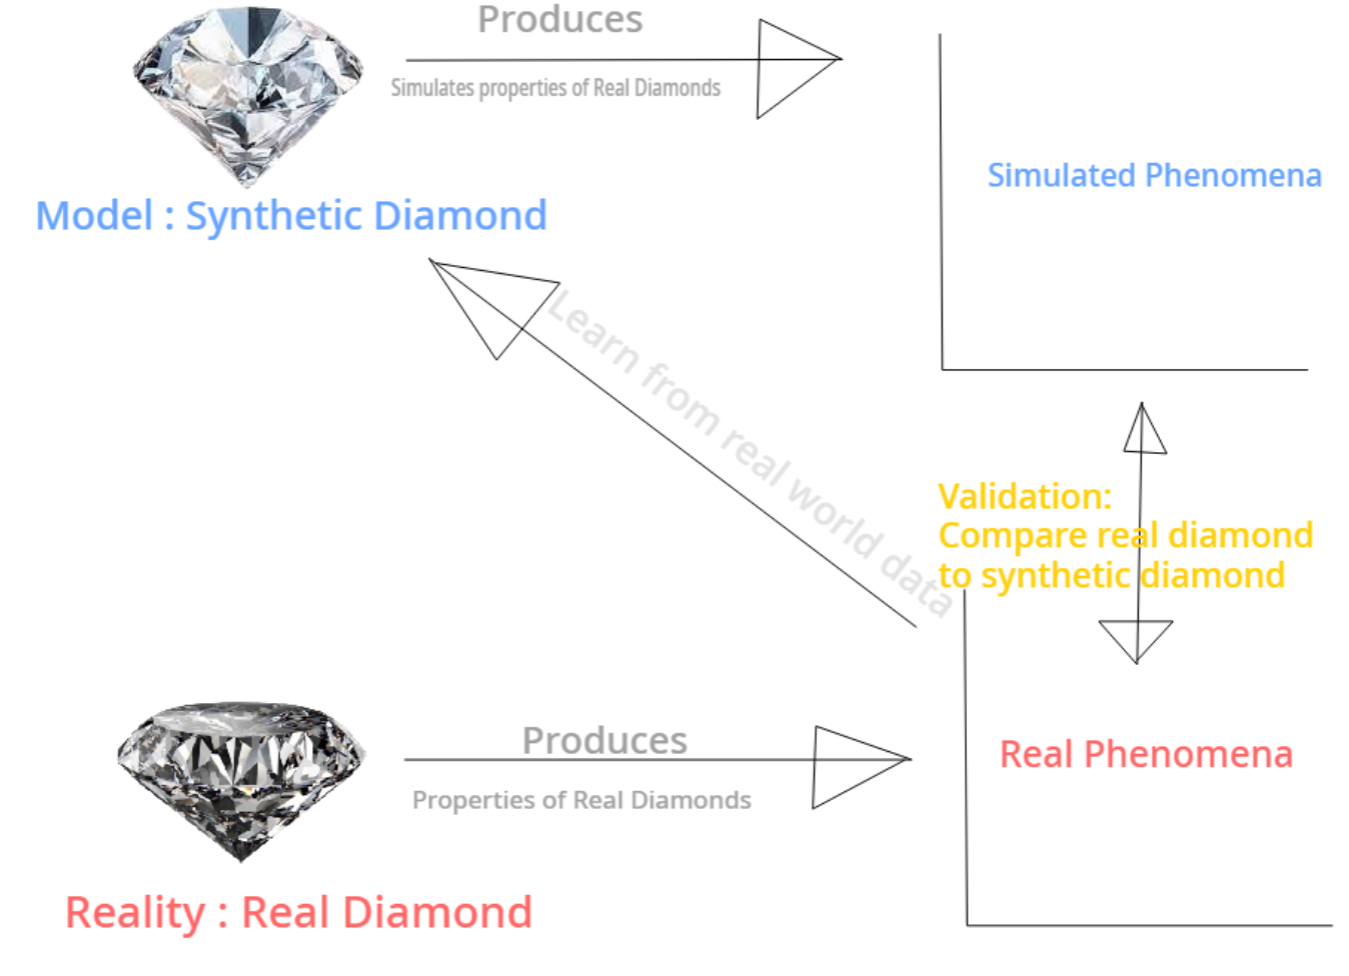 Produces
Simulates properties of Real Diamonds
Simulated Phenomena
Model : Synthetic Diamond
Learn from real world data
Validation:
Compare real diamond
to synthetic diamond
Produces
Properties of Real Diamonds
Real Phenomena
Reality : Real Diamond